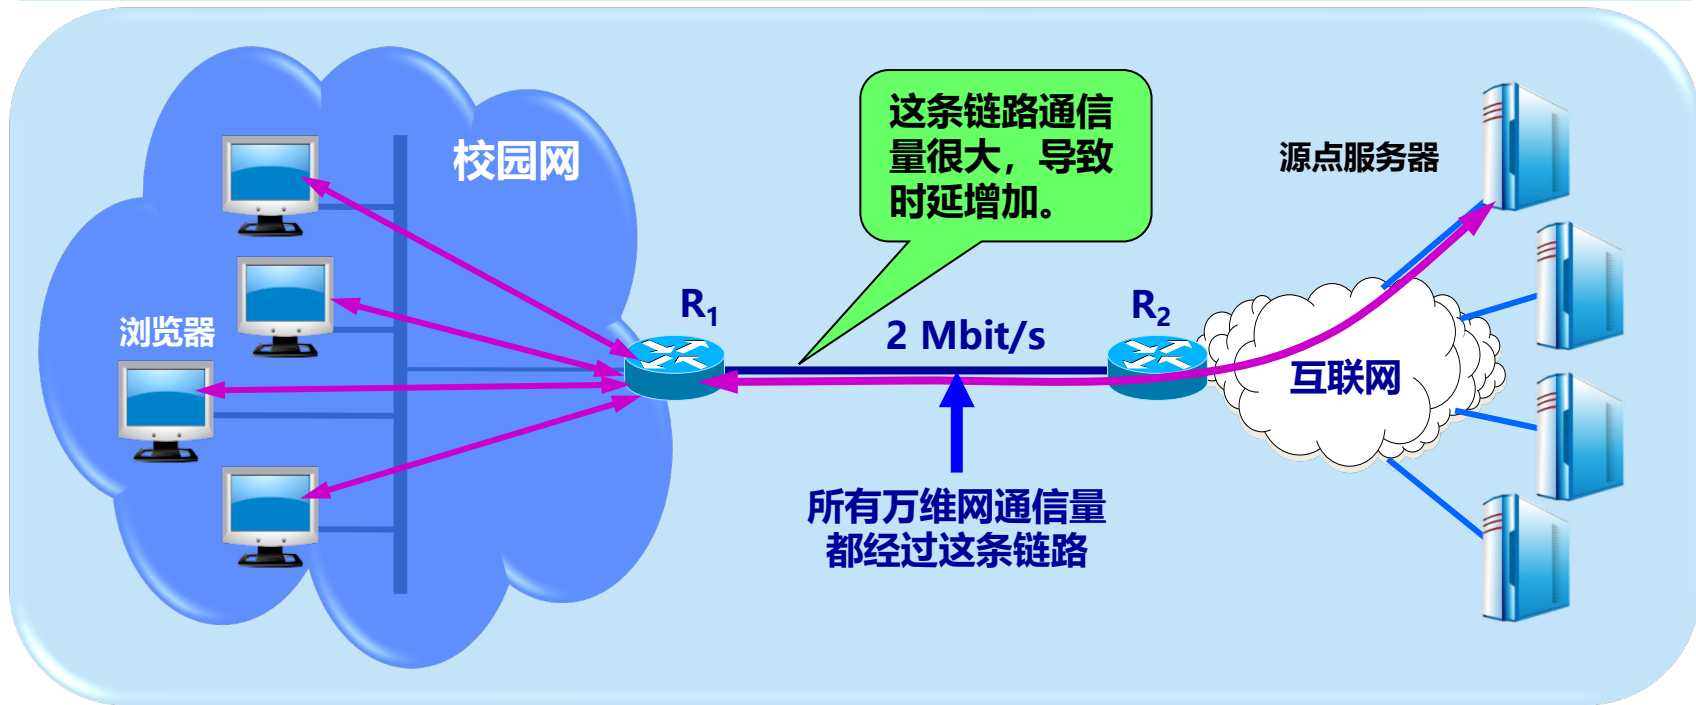 校园网
浏览器
这条链路通信
量很大，导致
时延增加。
R1
2 Mbit/s
R2
所有万维网通信量
都经过这条链路
互联网
源点服务器